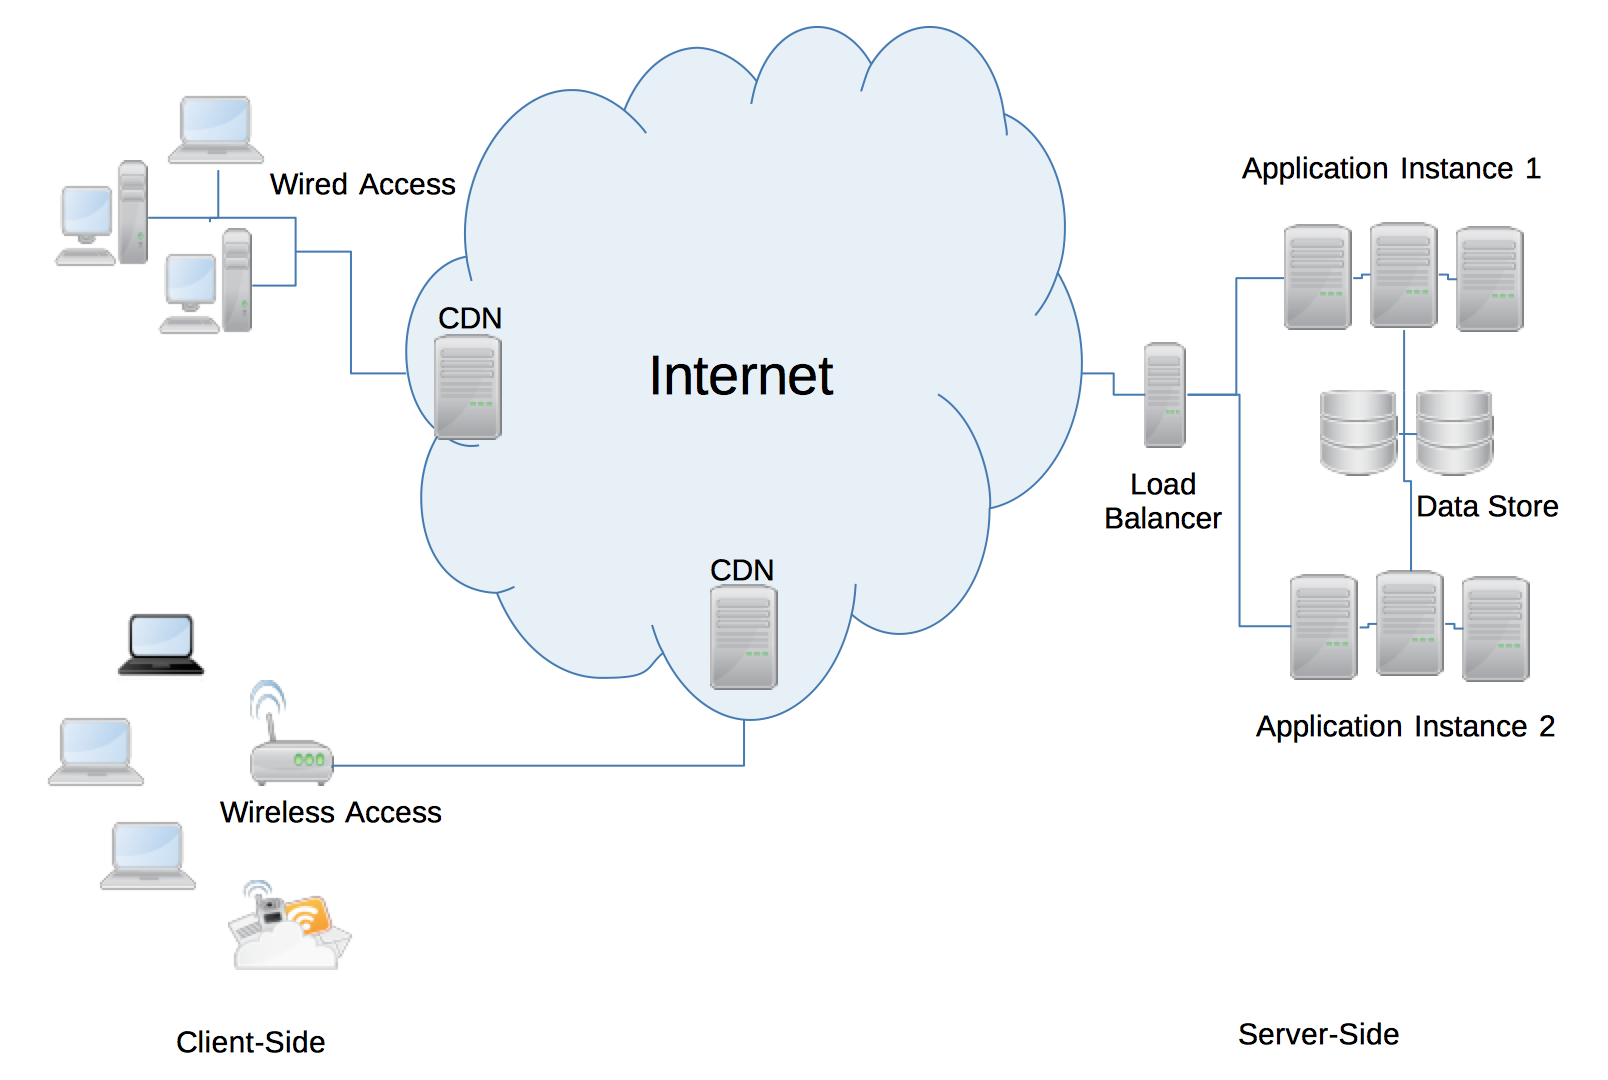 Wired Access
Application Instance 1
CDN
Internet
Load
Balancer
Data Store
CDN
Application Instance 2
Wireless Access
Client-Side
Server-Side